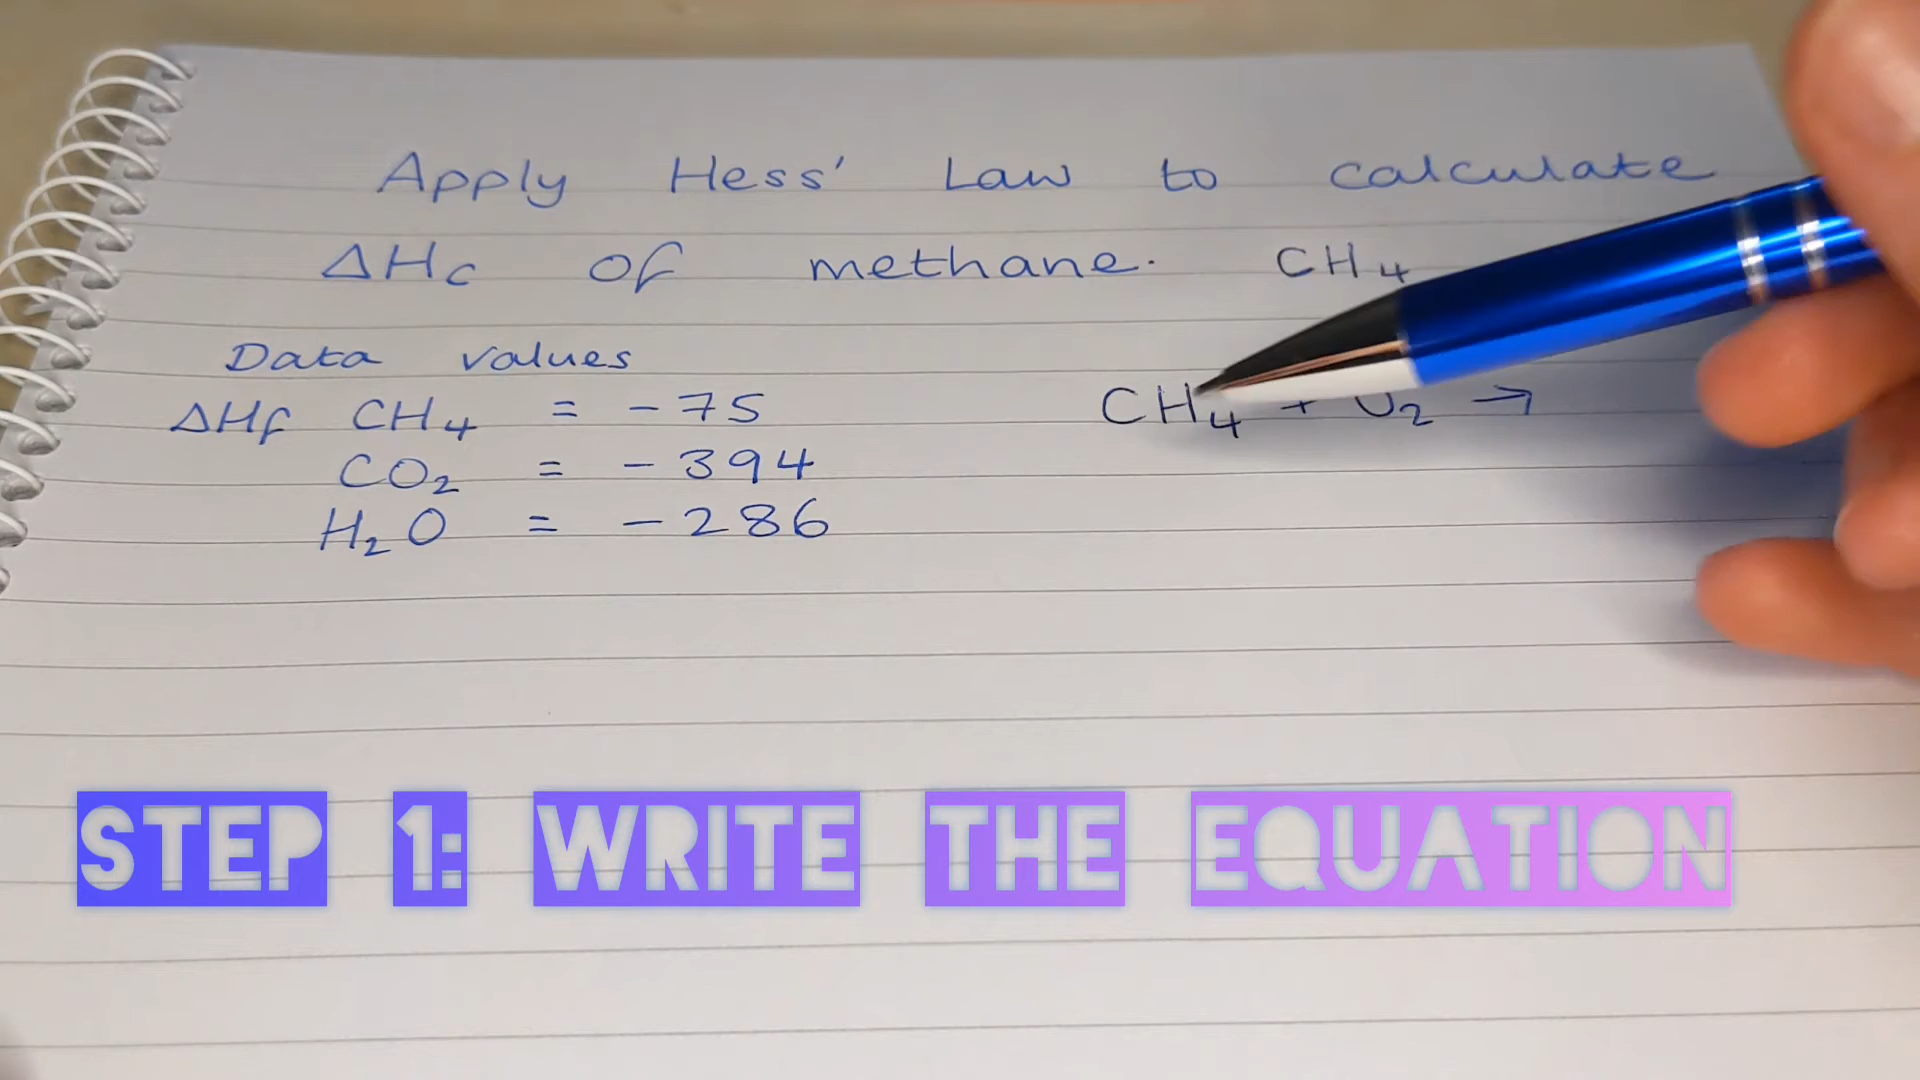 Apply Hess' Law to calculate
ΔHc of methane. CH4
Data values
ΔHf CH4 = -75
CO2 = -394
H2O = -286
CH4 + O2 →
STEP 1: WRITE THE EQUATION